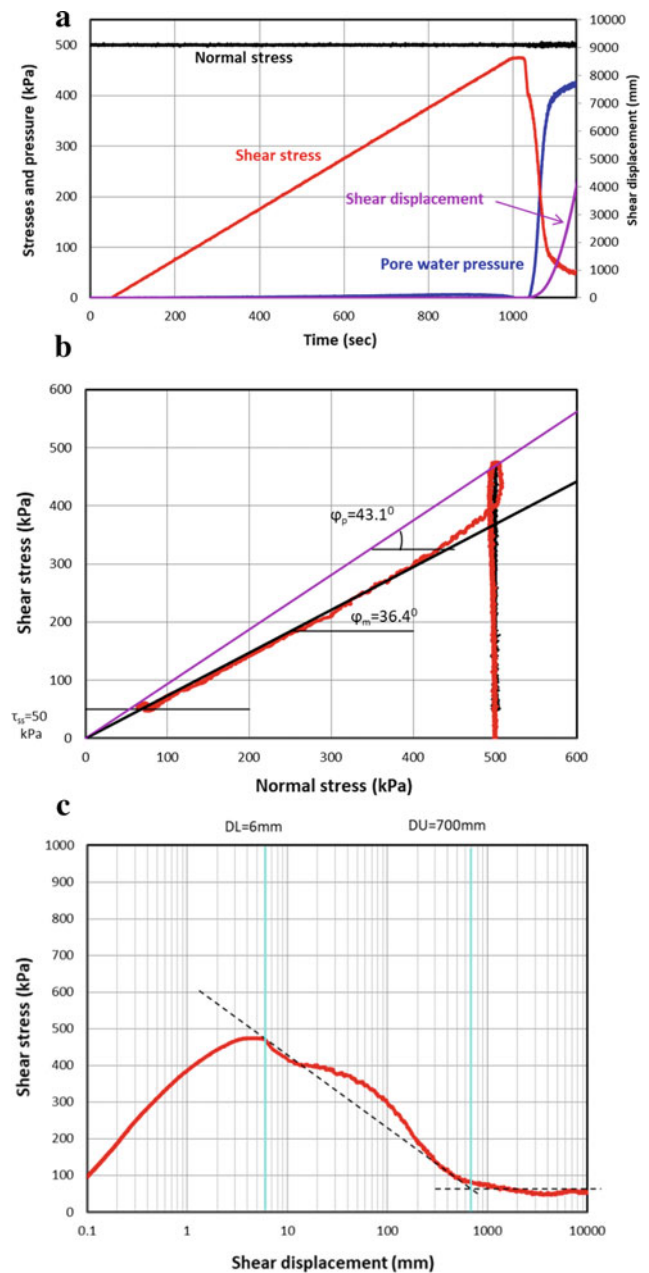 a
10000
500
9000
Normal stress
8000
400
7000
6000
300
Shear stress
5000
200
4000
Shear displacement
3000
100
2000
Pore water pressure
1000
0
0
0 200 400 600 800 1000
Time (sec)
Stresses and pressure (kPa)
Shear displacement (mm)
b
600
500
400
φp=43.1⁰
300
200
φm=36.4⁰
100
τss=50
kPa
0
0 100 200 300 400 500 600
Normal stress (kPa)
Shear stress (kPa)
c
DL=6mm DU=700mm
1000
900
800
700
600
500
400
300
200
100
0
0.1 1 10 100 1000 10000
Shear displacement (mm)
Shear stress (kPa)